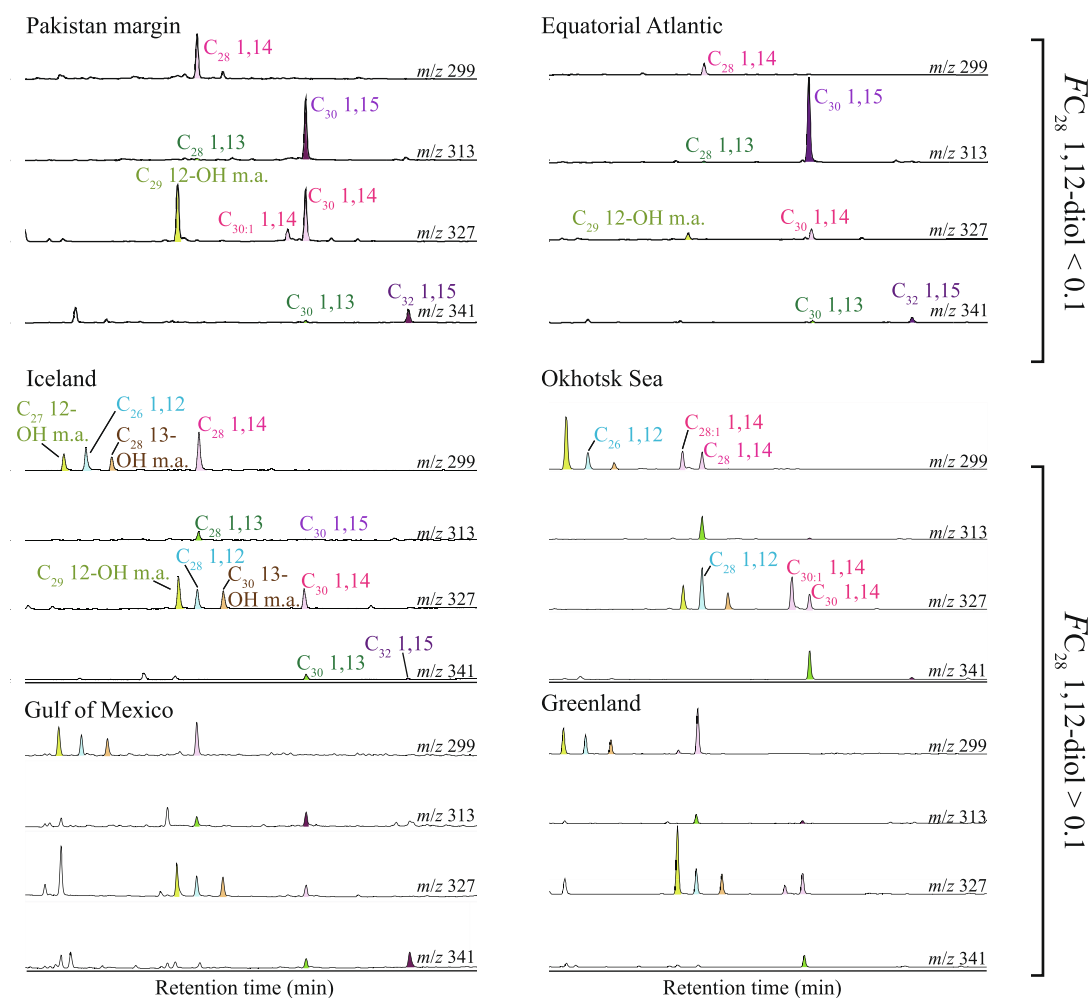 Pakistan margin
C28 1,14
m/z 299
C30 1,15
C28 1,13
m/z 313
C29 12-OH m.a.
C30:1 1,14
C30 1,14
m/z 327
C30 1,13
C32 1,15
m/z 341
Equatorial Atlantic
C28 1,14
m/z 299
C30 1,15
C28 1,13
m/z 313
C29 12-OH m.a.
C30 1,14
m/z 327
C30 1,13
C32 1,15
m/z 341
FC28 1,12-diol < 0.1
Iceland
C27 12-
OH m.a.
C26 1,12
C28 13-
OH m.a.
C28 1,14
m/z 299
C28 1,13
C30 1,15
m/z 313
C29 12-OH m.a.
C28 1,12
C30 13-
OH m.a.
C30 1,14
m/z 327
C30 1,13
C32 1,15
m/z 341
Okhotsk Sea
C26 1,12
C28:1 1,14
C28 1,14
m/z 299
m/z 313
C28 1,12
C30:1 1,14
C30 1,14
m/z 327
m/z 341
Gulf of Mexico
m/z 299
m/z 313
m/z 327
m/z 341
Retention time (min)
Greenland
m/z 299
m/z 313
m/z 327
m/z 341
Retention time (min)
FC28 1,12-diol > 0.1